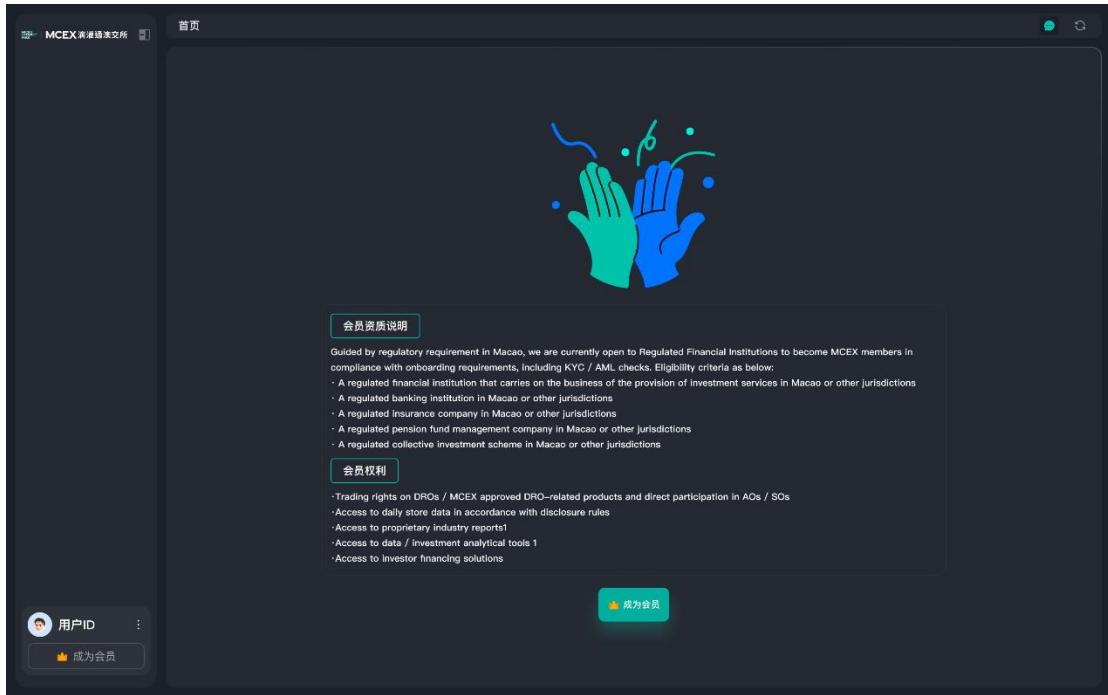 MCEX滴灌通澳交所
首页
会员资质说明
Guided by regulatory requirement in Macao, we are currently open to Regulated Financial Institutions to become MCEX members in
compliance with onboarding requirements, including KYC / AML checks. Eligibility criteria as below:
· A regulated financial institution that carries on the business of the provision of investment services in Macao or other jurisdictions
· A regulated banking institution in Macao or other jurisdictions
· A regulated insurance company in Macao or other jurisdictions
· A regulated pension fund management company in Macao or other jurisdictions
· A regulated collective investment scheme in Macao or other jurisdictions
会员权利
·Trading rights on DROs / MCEX approved DRO-related products and direct participation in AOs / SOs
·Access to daily store data in accordance with disclosure rules
·Access to proprietary industry reports1
·Access to data / investment analytical tools 1
·Access to investor financing solutions
成为会员
用户ID
成为会员